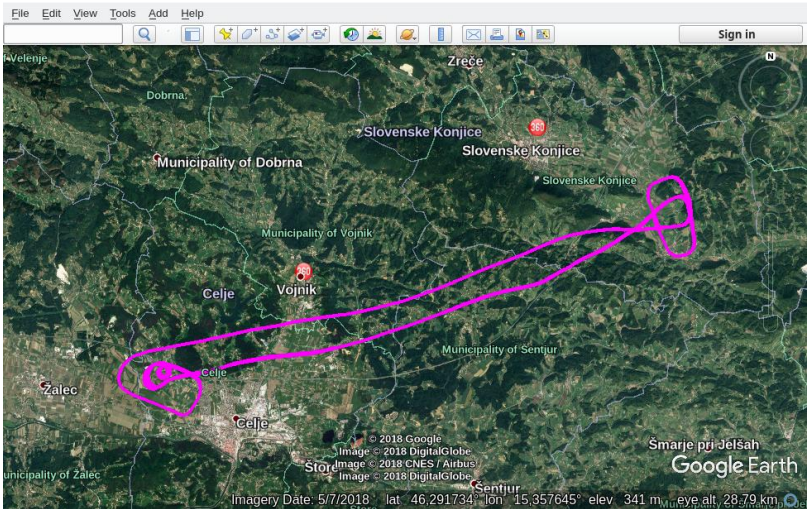 File Edit View Tools Add Help
Sign in
Velenje
Zreče
N
Dobrna
Slovenske Konjice
360
Slovenske Konjice
Municipality of Dobrna
Slovenske Konjice
Municipality of Vojnik
360
Vojnik
Celje
Municipality of Šentjur
Celje
Žalec
Celje
© 2018 Google
Image © 2018 DigitalGlobe
Image © 2018 CNES / Airbus
Image © 2018 DigitalGlobe
Štore
Šmarje pri Jelšah
Google Earth
unicipality of Žalec
Šentjur
Imagery Date: 5/7/2018 lat 46,291734° lon 15,357645° elev 341 m eye alt 28.79 km
Store